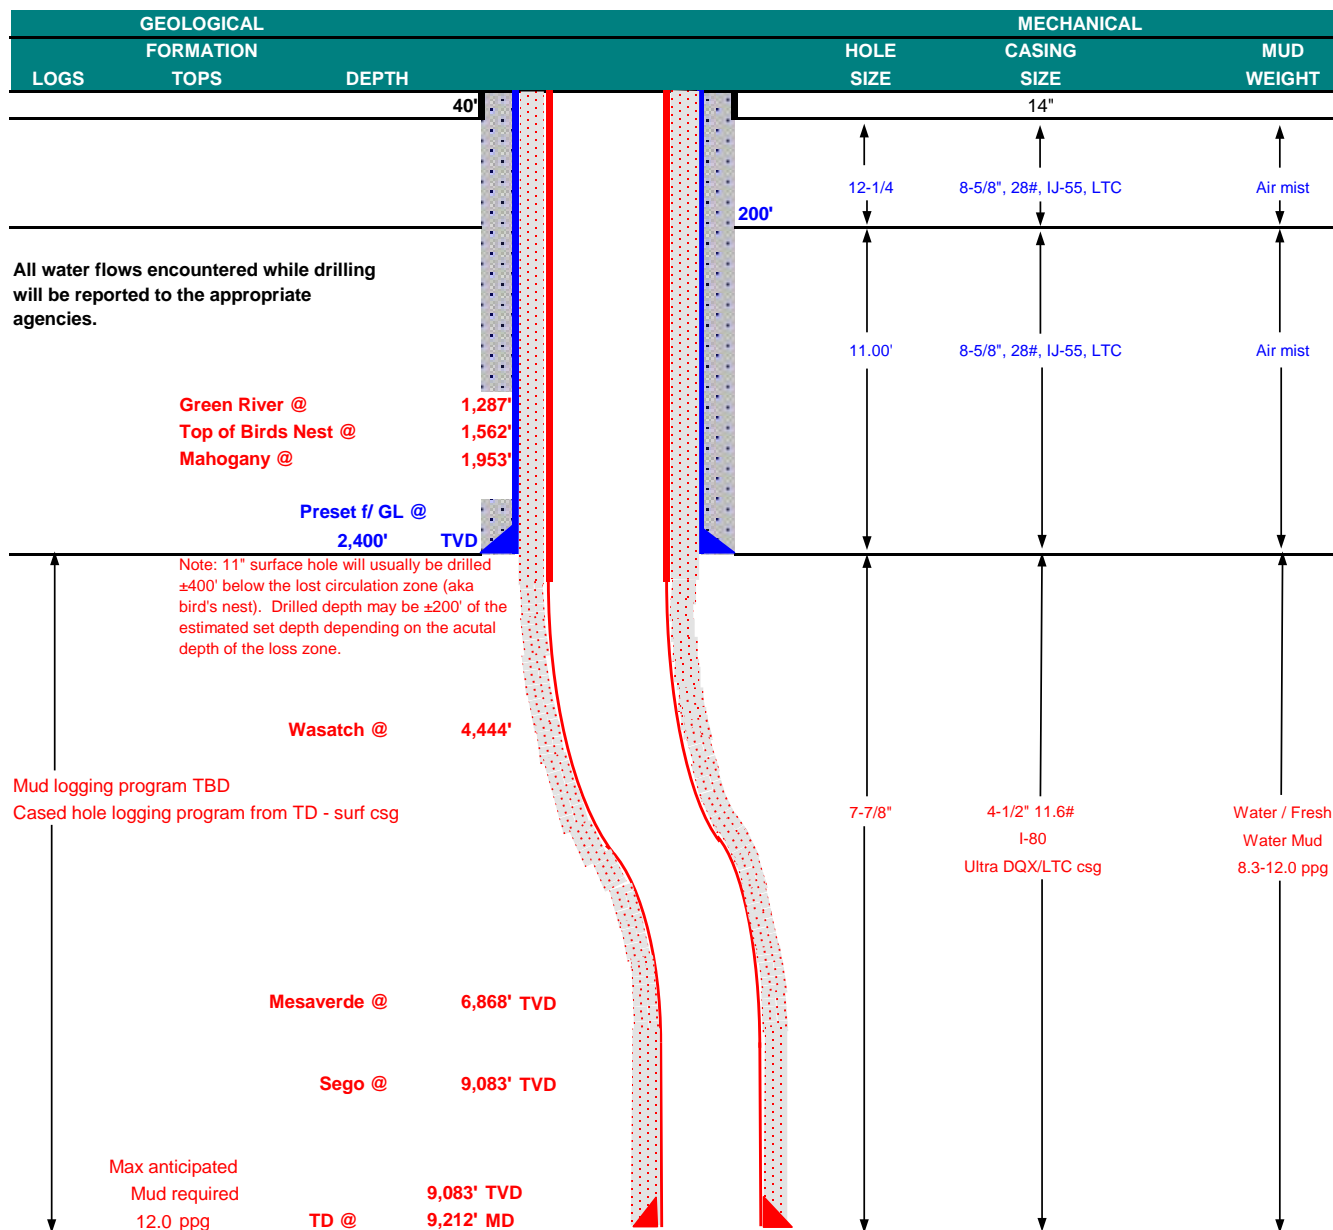 GEOLOGICAL MECHANICAL
FORMATION HOLE CASING MUD
LOGS TOPS DEPTH SIZE SIZE WEIGHT
40' 14"
12-1/4 8-5/8", 28#, IJ-55, LTC Air mist
200'
All water flows encountered while drilling
will be reported to the appropriate
agencies.
11.00' 8-5/8", 28#, IJ-55, LTC Air mist
Green River @ 1,287'
Top of Birds Nest @ 1,562'
Mahogany @ 1,953'
Preset f/ GL @
2,400' TVD
Note: 11" surface hole will usually be drilled
±400' below the lost circulation zone (aka
bird's nest). Drilled depth may be ±200' of the
estimated set depth depending on the acutal
depth of the loss zone.
Wasatch @ 4,444'
Mud logging program TBD
Cased hole logging program from TD - surf csg
7-7/8" 4-1/2" 11.6# Water / Fresh
I-80 Water Mud
Ultra DQX/LTC csg 8.3-12.0 ppg
Mesaverde @ 6,868' TVD
Sego @ 9,083' TVD
Max anticipated
Mud required 9,083' TVD
12.0 ppg TD @ 9,212' MD